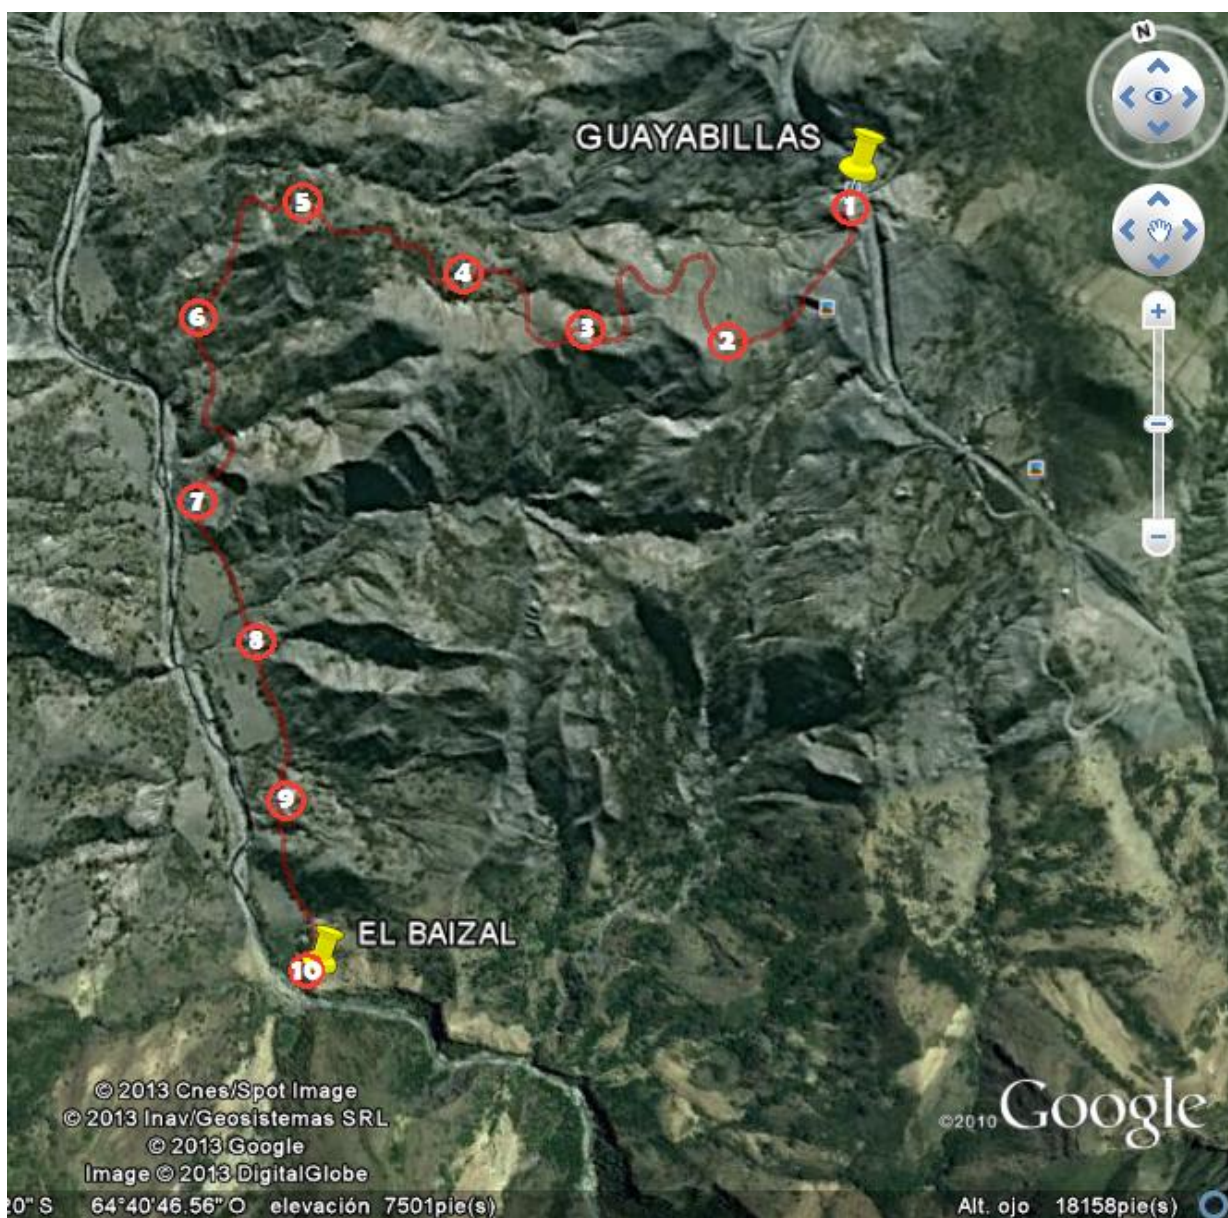 N
GUAYABILLAS
1
5
4
6
3
2
7
8
9
EL BAIZAL
10
© 2013 Cnes/Spot Image
© 2013 Inav/Geosistemas SRL
© 2013 Google
Image © 2013 DigitalGlobe
©2010 Google
20" S 64°40'46.56" O elevación 7501pie(s) Alt. ojo 18158pie(s)